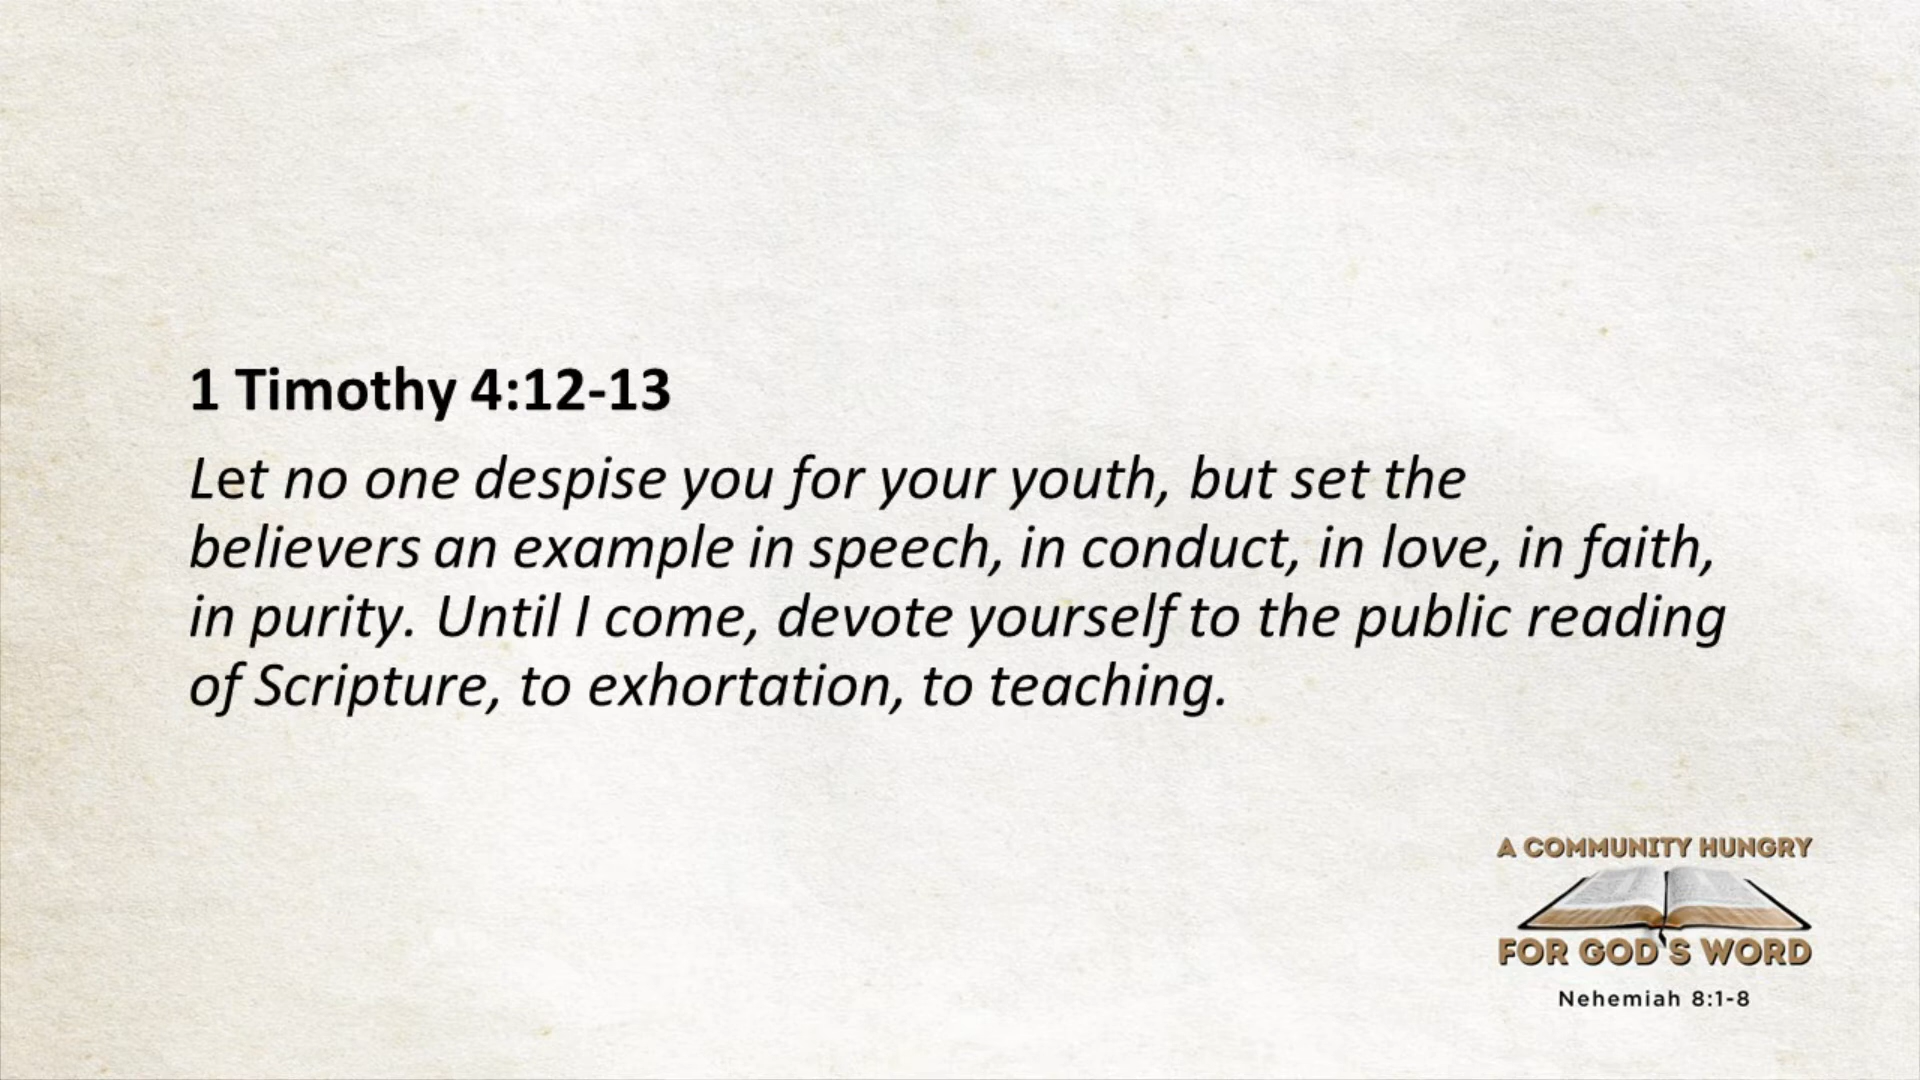 1 Timothy 4:12-13
Let no one despise you for your youth, but set the
believers an example in speech, in conduct, in love, in faith,
in purity. Until I come, devote yourself to the public reading
of Scripture, to exhortation, to teaching.
A COMMUNITY HUNGRY
FOR GOD'S WORD
Nehemiah 8:1-8